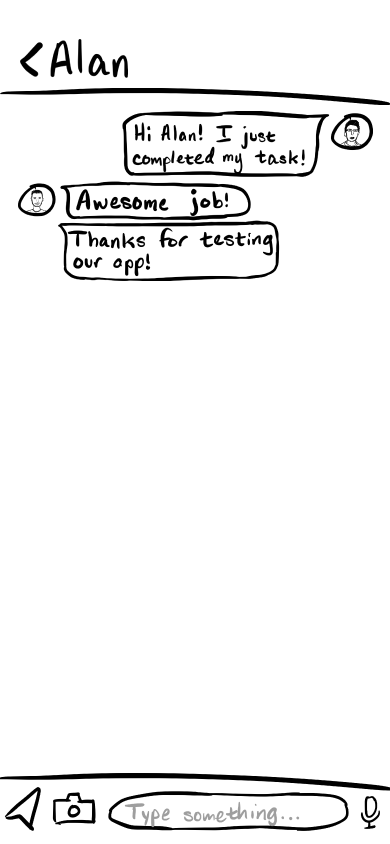 Alan
Hi Alan! I just
completed my task!
Awesome job!
Thanks for testing
our app!
Type something...